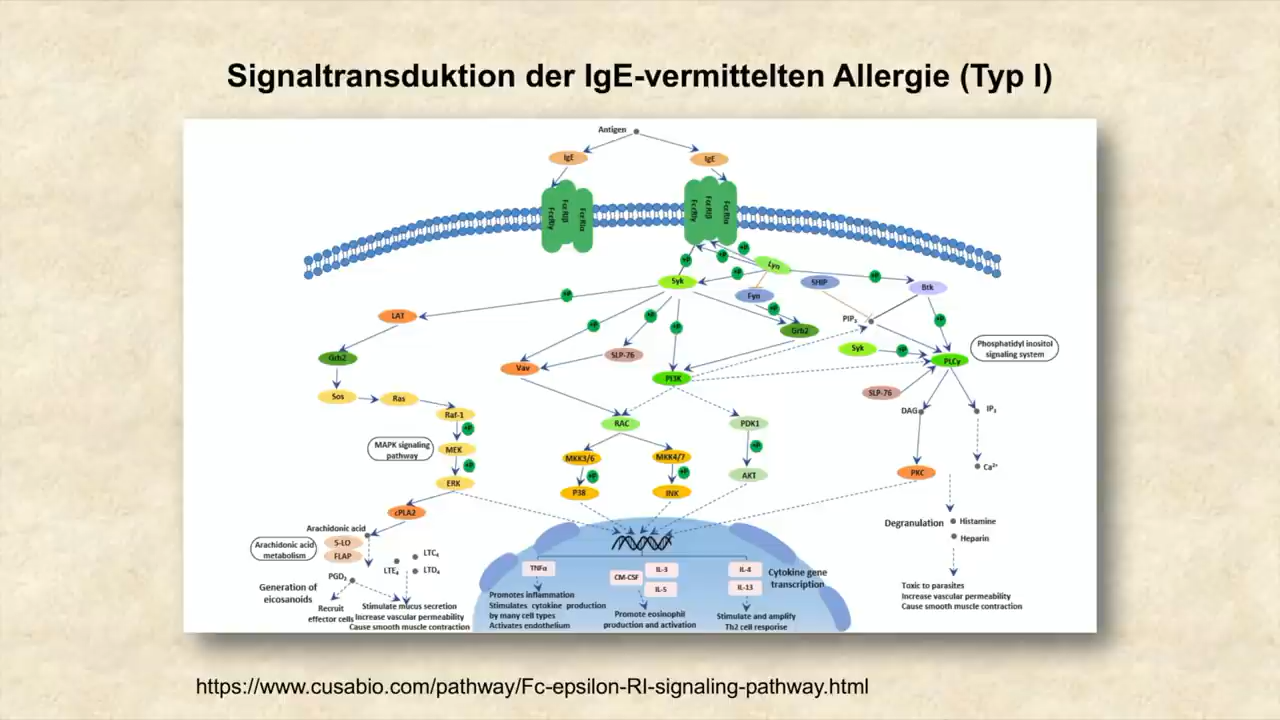 Signaltransduktion der IgE-vermittelten Allergie (Typ I)
Antigen
IgE
IgE
FcεRIγ
FcεRIβ
FcεRIα
FcεRIγ
FcεRIβ
FcεRIα
+P
+P
+P
Lyn
+P
+P
Syk
Fyn
SHIP
Btk
+P
+P
LAT
+P
+P
+P
+P
Grb2
PIP₃
+P
Phosphatidyl inositol
signaling system
Grb2
Vav
SLP-76
Syk
+P
PLCγ
PI3K
SLP-76
Sos
Ras
Raf-1
DAG
IP₃
RAC
PDK1
+P
MAPK signaling
pathway
MEK
+P
+P
MKK3/6
MKK4/7
Ca²⁺
ERK
+P
+P
AKT
PKC
P38
INK
cPLA2
Arachidonic acid
Degranulation
Histamine
Heparin
Arachidonic acid
metabolism
5-LO
FLAP
LTC₄
LTE₄
LTD₄
PGD₂
TNFα
CM-CSF
IL-3
IL-5
IL-4
IL-13
Cytokine gene
transcription
Generation of
eicosanoids
Recruit
effector cells
Stimulate mucus secretion
Increase vascular permeability
Cause smooth muscle contraction
Promotes inflammation
Stimulates cytokine production
by many cell types
Activates endothelium
Promote eosinophil
production and activation
Stimulate and amplify
Th2 cell response
Toxic to parasites
Increase vascular permeability
Cause smooth muscle contraction
https://www.cusabio.com/pathway/Fc-epsilon-RI-signaling-pathway.html